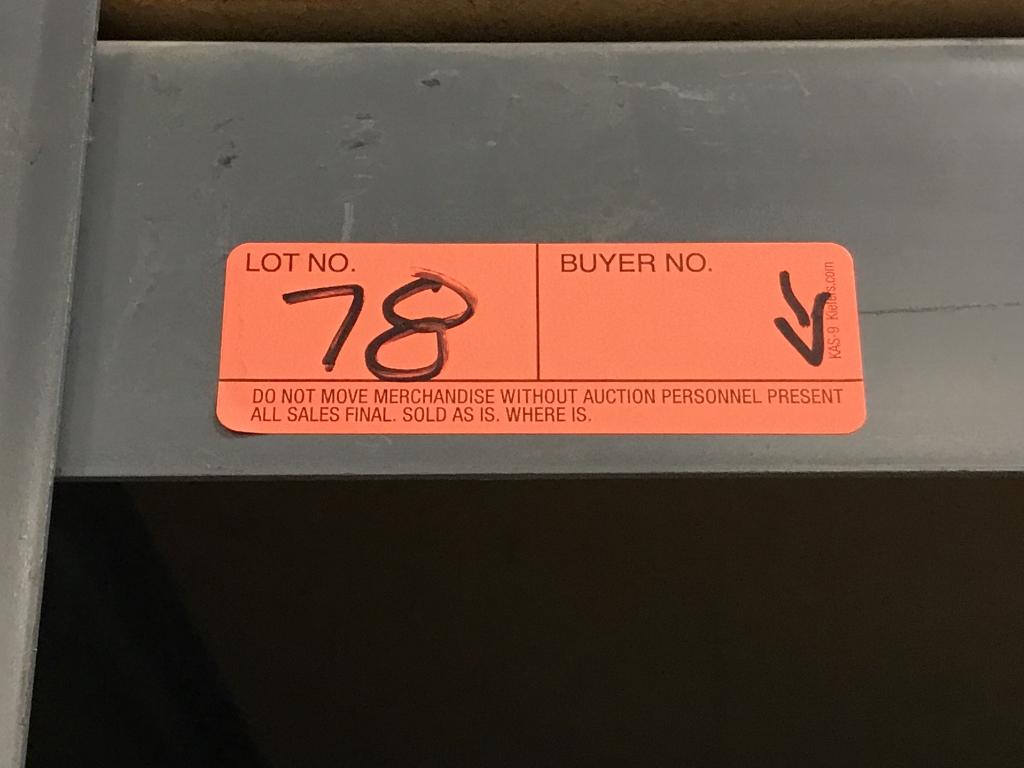 LOT NO.
78
BUYER NO.
KAS-9 Kiefers.com
DO NOT MOVE MERCHANDISE WITHOUT AUCTION PERSONNEL PRESENT
ALL SALES FINAL. SOLD AS IS. WHERE IS.